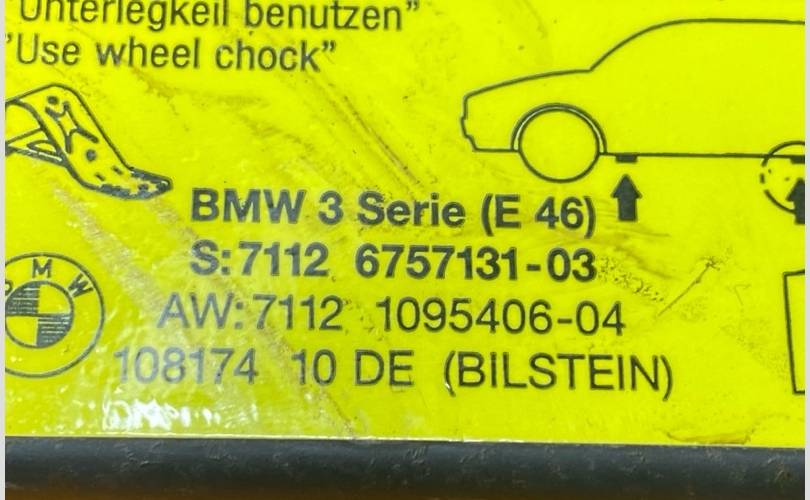 "Unterlegkeil benutzen"
"Use wheel chock"
BMW 3 Serie (E 46)
S:7112 6757131-03
BMW
AW:7112 1095406-04
108174 10 DE (BILSTEIN)